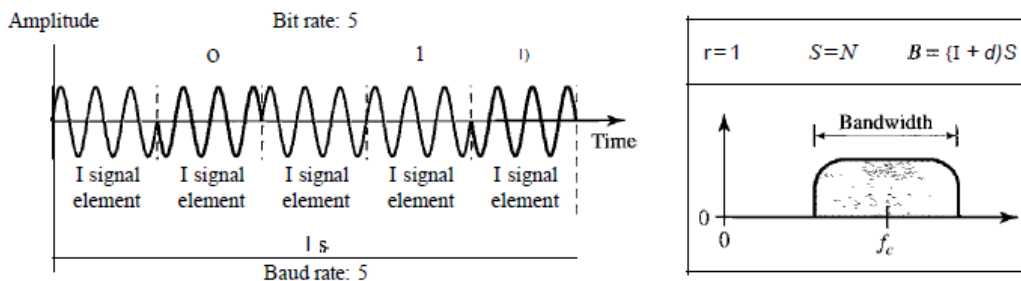 Amplitude Bit rate: 5
r=1 S=N B = (I + d)S
0 1 I)
Time
Bandwidth
I signal element
I signal element
I signal element
I signal element
I signal element
I s
Baud rate: 5
0
0 fc